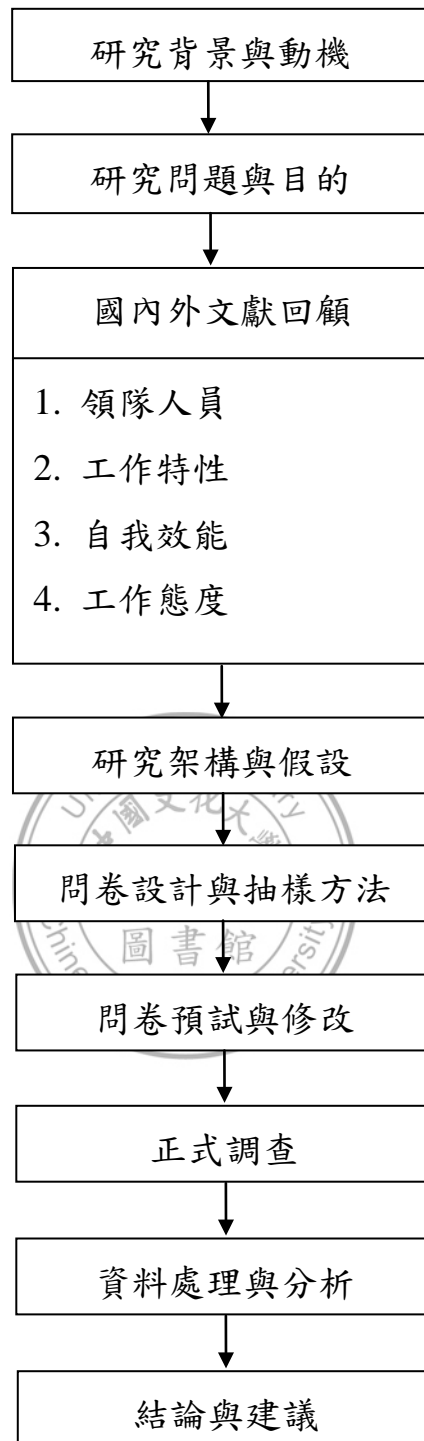 研究背景與動機
研究問題與目的
國內外文獻回顧
1. 領隊人員
2. 工作特性
3. 自我效能
4. 工作態度
研究架構與假設
問卷設計與抽樣方法
圖書館
問卷預試與修改
正式調查
資料處理與分析
結論與建議